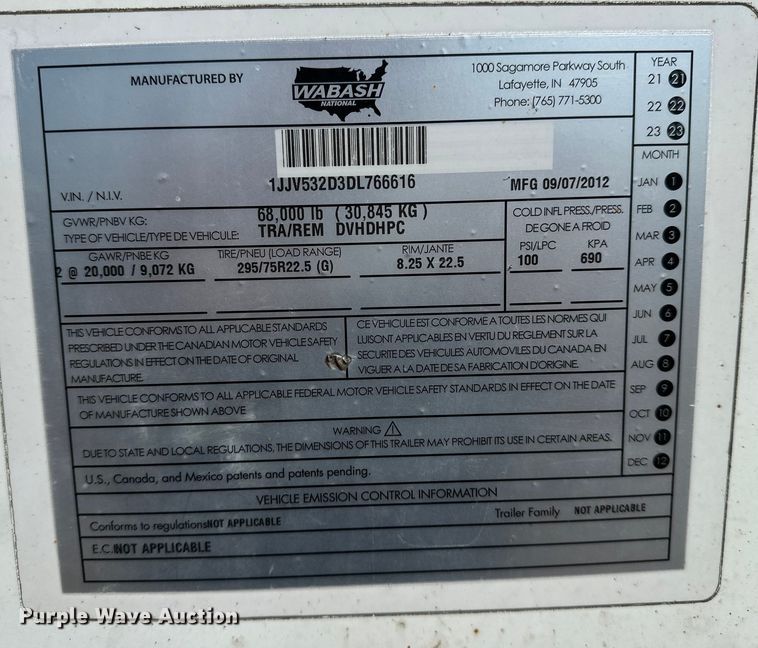 MANUFACTURED BY
WABASH
NATIONAL
1000 Sagamore Parkway South
Lafayette, IN 47905
Phone: (765) 771-5300
YEAR
21 21
22 22
23 23
MONTH
JAN 1
FEB 2
MAR 3
APR 4
MAY 5
JUN 6
JUL 7
AUG 8
SEP 9
OCT 10
NOV 11
DEC 12
V.IN. / N.I.V.
1JJV532D3DL766616
MFG 09/07/2012
GVWR/PNBV KG:
68,000 lb ( 30,845 KG )
TYPE OF VEHICLE/TYPE DE VEHICULE:
TRA/REM DVHDHPC
COLD INFL PRESS./PRESS.
DE GONE A FROID
GAWR/PNBE KG
TIRE/PNEU (LOAD RANGE)
RIM/JANTE
PSI/LPC
KPA
2 @ 20,000 / 9,072 KG
295/75R22.5 (G)
8.25 X 22.5
100
690
THIS VEHICLE CONFORMS TO ALL APPLICABLE STANDARDS
PRESCRIBED UNDER THE CANADIAN MOTOR VEHICLE SAFETY
REGULATIONS IN EFFECT ON THE DATE OF ORIGINAL
MANUFACTURE.
CE VEHICULE EST CONFORME A TOUTES LES NORMES QUI
LUISONT APPLICABLES EN VERTU DU REGLEMENT SUR LA
SECURITE DES VEHICULES AUTOMOVILES DU CANADA EN
VIGUER A LA DATE DE SA FABRICATION D'ORIGINE.
THIS VEHICLE CONFORMS TO ALL APPLICABLE FEDERAL MOTOR VEHICLE SAFETY STANDARDS IN EFFECT ON THE DATE
OF MANUFACTURE SHOWN ABOVE
WARNING
DUE TO STATE AND LOCAL REGULATIONS, THE DIMENSIONS OF THIS TRAILER MAY PROHIBIT ITS USE IN CERTAIN AREAS.
U.S., Canada, and Mexico patents and patents pending.
VEHICLE EMISSION CONTROL INFORMATION
Conforms to regulations NOT APPLICABLE
Trailer Family NOT APPLICABLE
E.C. NOT APPLICABLE
Purple Wave Auction